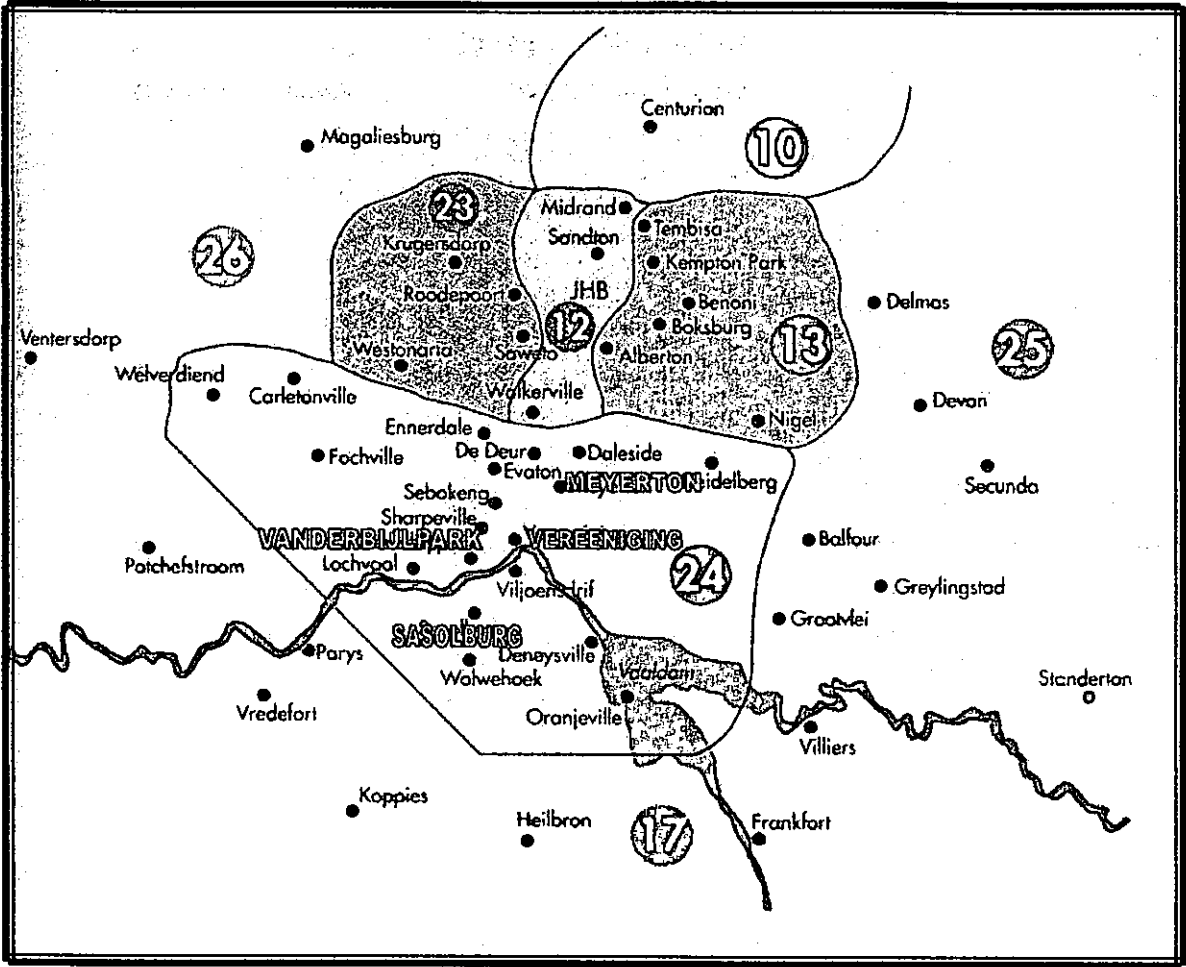 Centurion
10
Magaliesburg
23
Midrand
Tembisa
Sandton
Krugersdorp
26
Kempton Park
Roodepoort
JHB
Benoni
Delmas
12
Boksburg
13
Ventersdorp
Soweto
Alberton
25
Westonaria
Welverdiend
Carletonville
Walkerville
Devon
Nigel
Ennerdale
Fochville
De Deur
Daleside
Evaton
MEYERTON
idelberg
Secunda
Sebokeng
Sharpeville
VANDERBIJLPARK
VEREENIGING
Balfour
Potchefstroom
Lochvaal
24
Viljoensdrif
Greylingstad
Grootvlei
SASOLBURG
Deneysville
Parys
Wolwehoek
Vaaldam
Standerton
Vredefort
Oranjeville
Villiers
Koppies
Heilbron
17
Frankfort